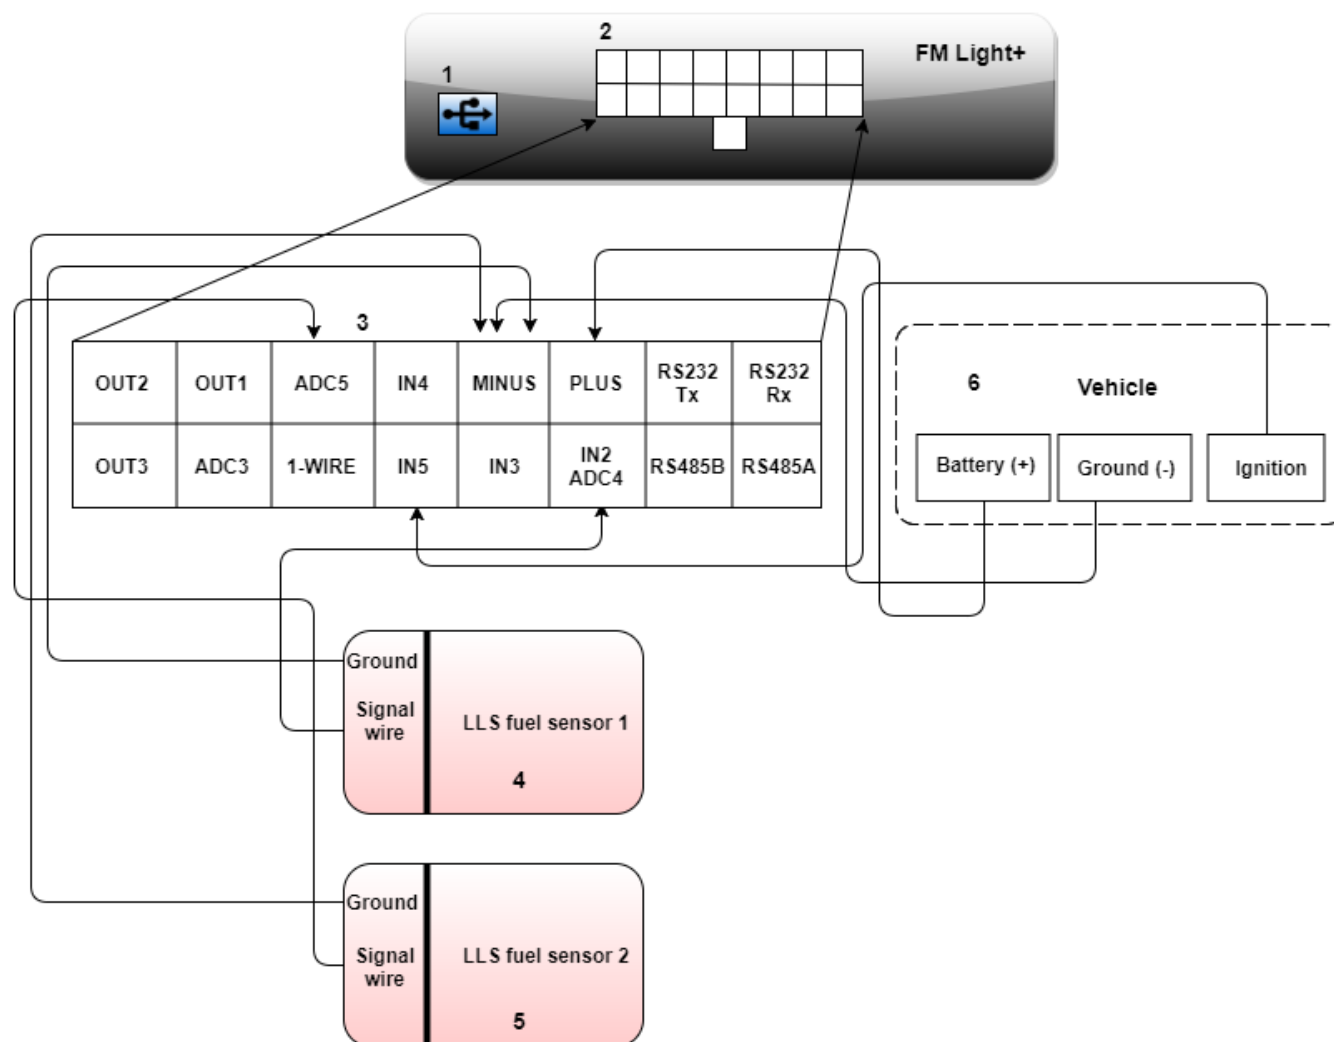 2
FM Light+
1
3
OUT2 OUT1 ADC5 IN4 MINUS PLUS RS232 Tx RS232 Rx
OUT3 ADC3 1-WIRE IN5 IN3 IN2 ADC4 RS485B RS485A
6 Vehicle
Battery (+) Ground (-) Ignition
Ground
Signal
wire
LLS fuel sensor 1
4
Ground
Signal
wire
LLS fuel sensor 2
5